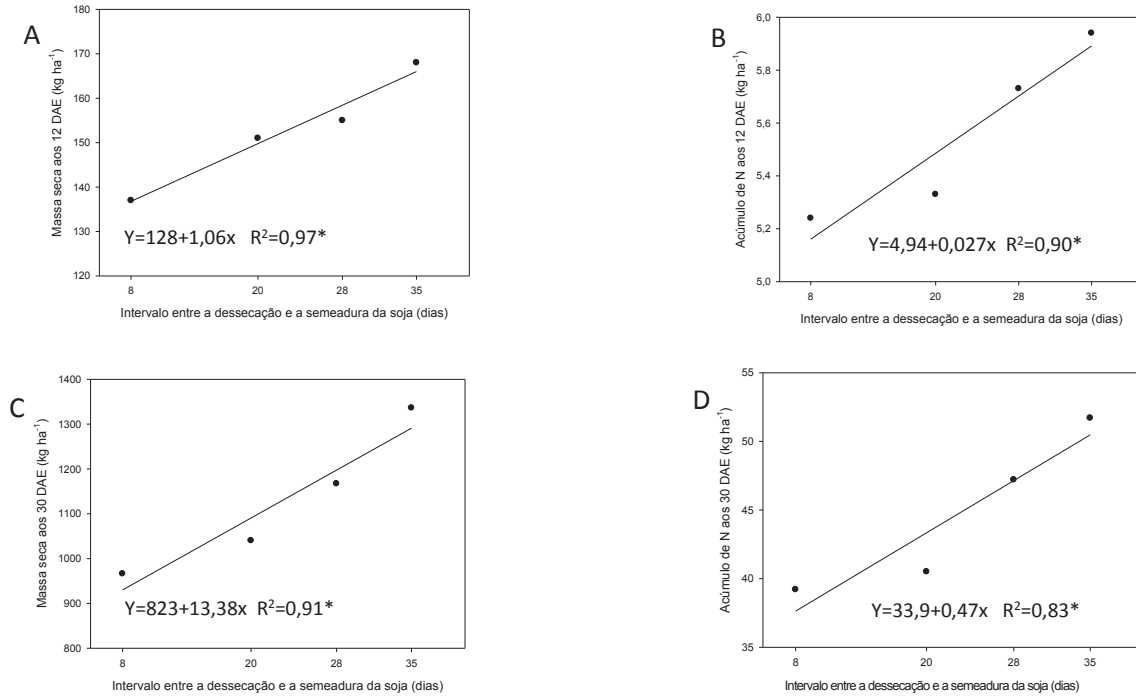 A
Massa seca aos 12 DAE (kg ha⁻¹)
180
170
160
150
140
130
120
Y=128+1,06x R²=0,97*
8 20 28 35
Intervalo entre a dessecação e a semeadura da soja (dias)
B
Acúmulo de N aos 12 DAE (kg ha⁻¹)
6,0
5,8
5,6
5,4
5,2
5,0
Y=4,94+0,027x R²=0,90*
8 20 28 35
Intervalo entre a dessecação e a semeadura da soja (dias)
C
Massa seca aos 30 DAE (kg ha⁻¹)
1400
1300
1200
1100
1000
900
800
Y=823+13,38x R²=0,91*
8 20 28 35
Intervalo entre a dessecação e a semeadura da soja (dias)
D
Acúmulo de N aos 30 DAE (kg ha⁻¹)
55
50
45
40
35
Y=33,9+0,47x R²=0,83*
8 20 28 35
Intervalo entre a dessecação e a semeadura da soja (dias)